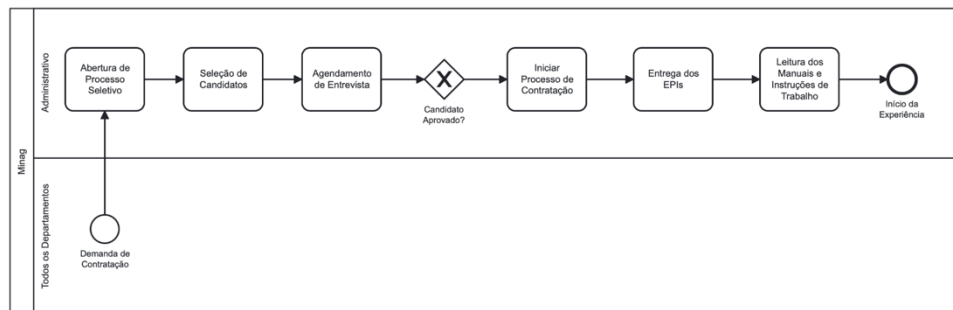 Minag
Administrativo
Abertura de
Processo
Seletivo
Seleção de
Candidatos
Agendamento
de Entrevista
X
Candidato
Aprovado?
Iniciar
Processo de
Contratação
Entrega dos
EPIs
Leitura dos
Manuais e
Instruções de
Trabalho
Início da
Experiência
Todos os Departamentos
Demanda de
Contratação